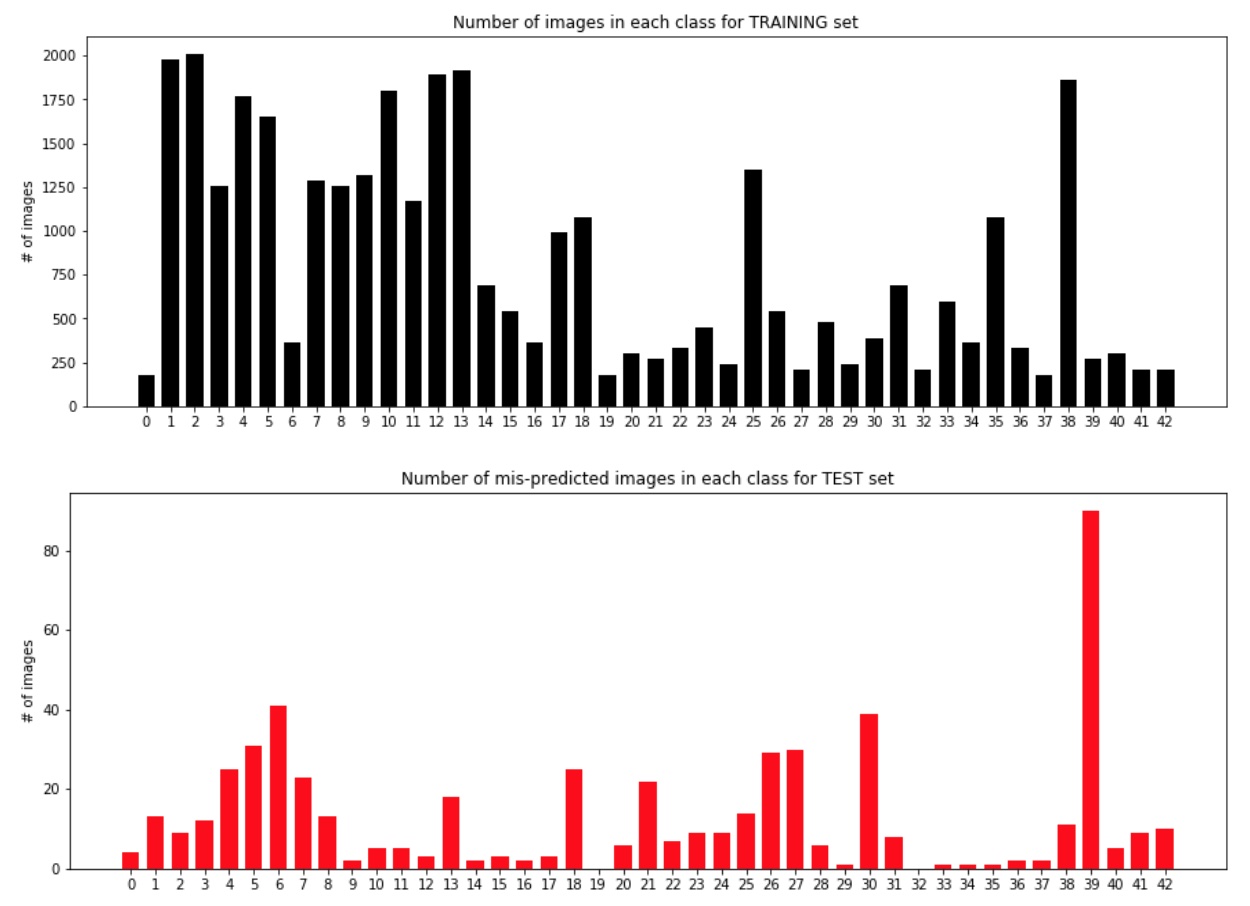 Number of images in each class for TRAINING set
2000
1750
1500
1250
1000
750
500
250
0
# of images
0 1 2 3 4 5 6 7 8 9 10 11 12 13 14 15 16 17 18 19 20 21 22 23 24 25 26 27 28 29 30 31 32 33 34 35 36 37 38 39 40 41 42
Number of mis-predicted images in each class for TEST set
80
60
40
20
0
# of images
0 1 2 3 4 5 6 7 8 9 10 11 12 13 14 15 16 17 18 19 20 21 22 23 24 25 26 27 28 29 30 31 32 33 34 35 36 37 38 39 40 41 42